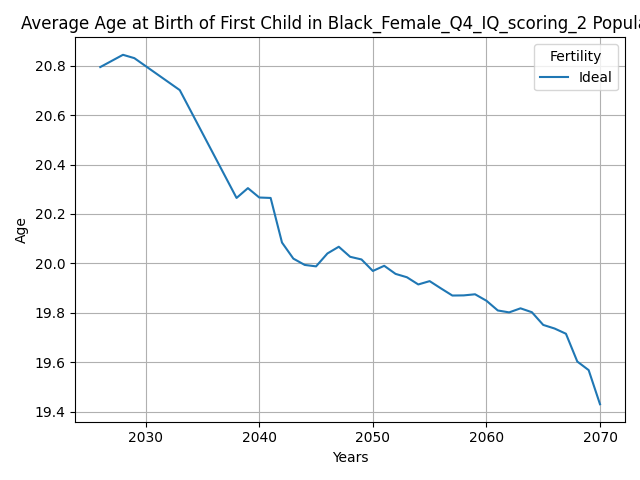 Average Age at Birth of First Child in Black_Female_Q4_IQ_scoring_2 Popula
Fertility
Ideal
20.8
20.6
20.4
20.2
20.0
19.8
19.6
19.4
Age
2030 2040 2050 2060 2070
Years